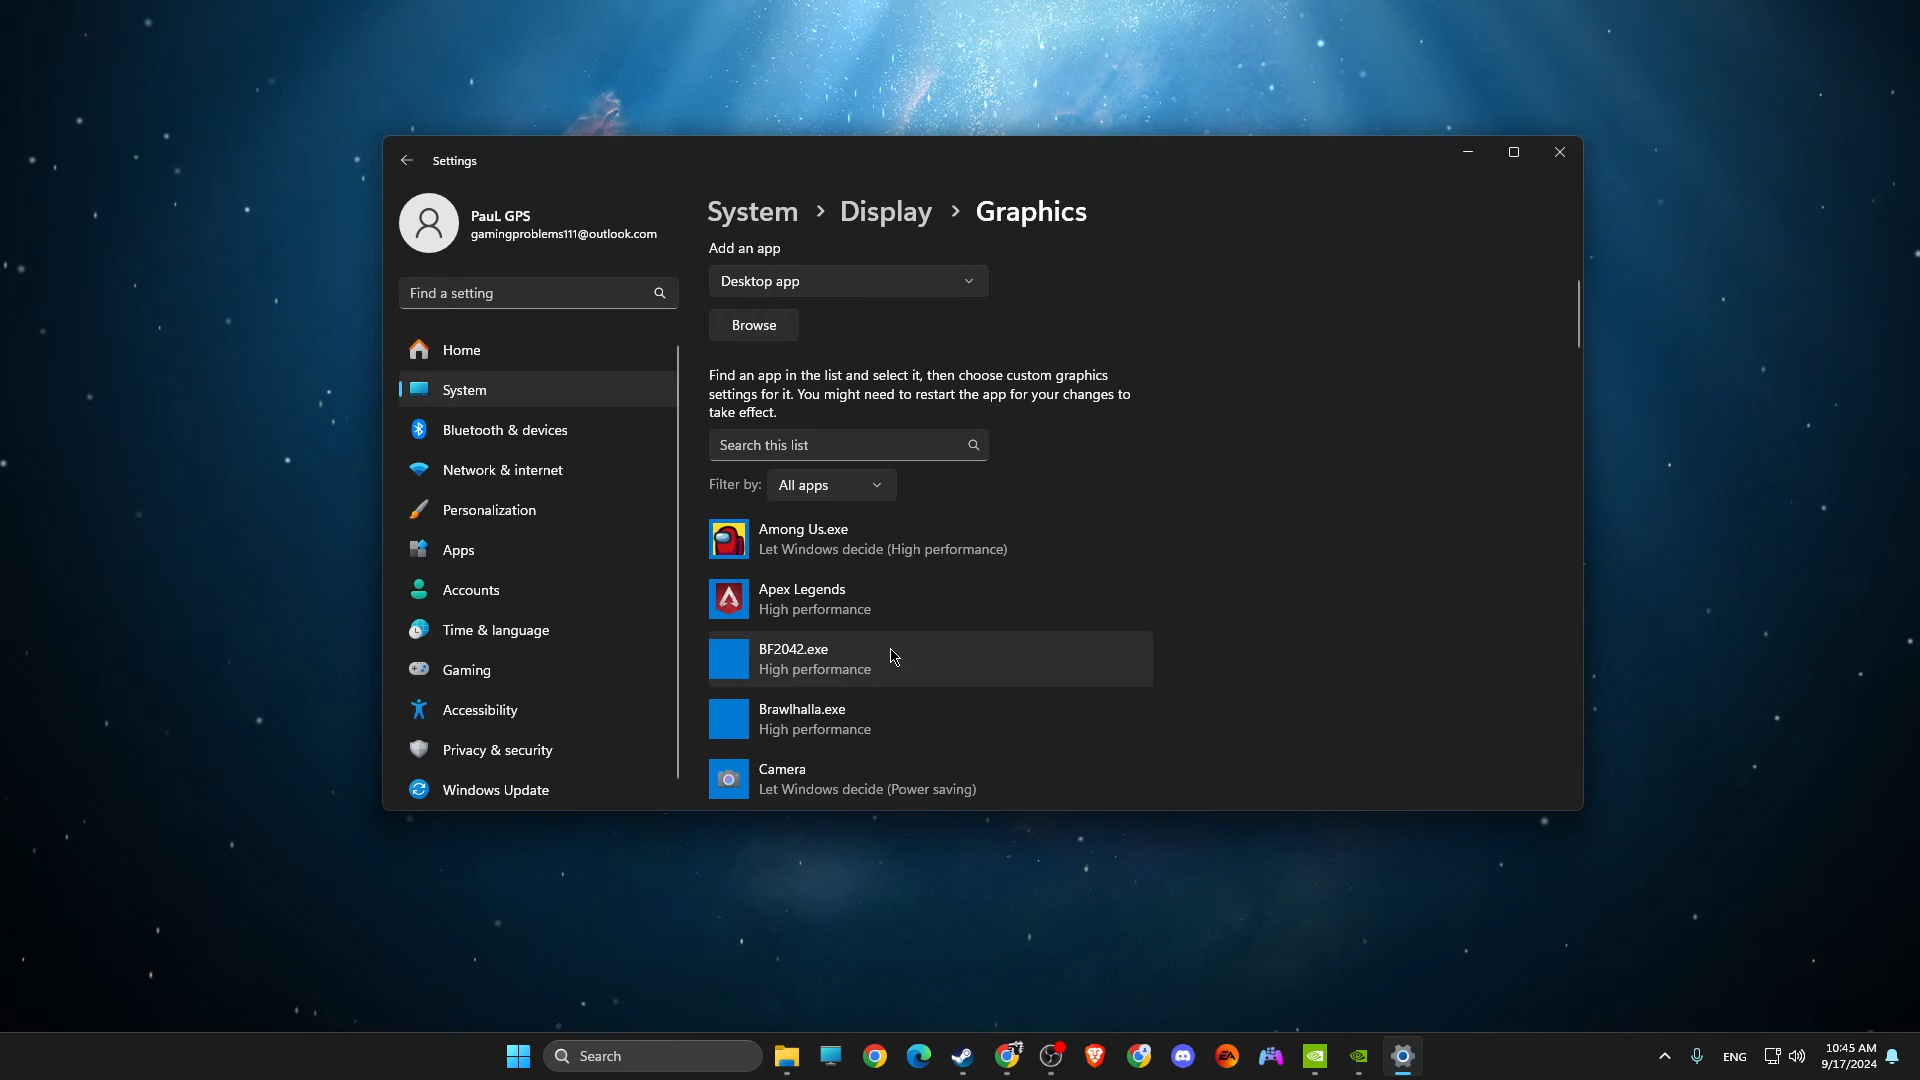 Settings
PauL GPS
gamingproblems111@outlook.com
Find a setting
Home
System
Bluetooth & devices
Network & internet
Personalization
Apps
Accounts
Time & language
Gaming
Accessibility
Privacy & security
Windows Update
System > Display > Graphics
Add an app
Desktop app
Browse
Find an app in the list and select it, then choose custom graphics
settings for it. You might need to restart the app for your changes to
take effect.
Search this list
Filter by: All apps
Among Us.exe
Let Windows decide (High performance)
Apex Legends
High performance
BF2042.exe
High performance
Brawlhalla.exe
High performance
Camera
Let Windows decide (Power saving)
Search
EA
ENG
10:45 AM
9/17/2024